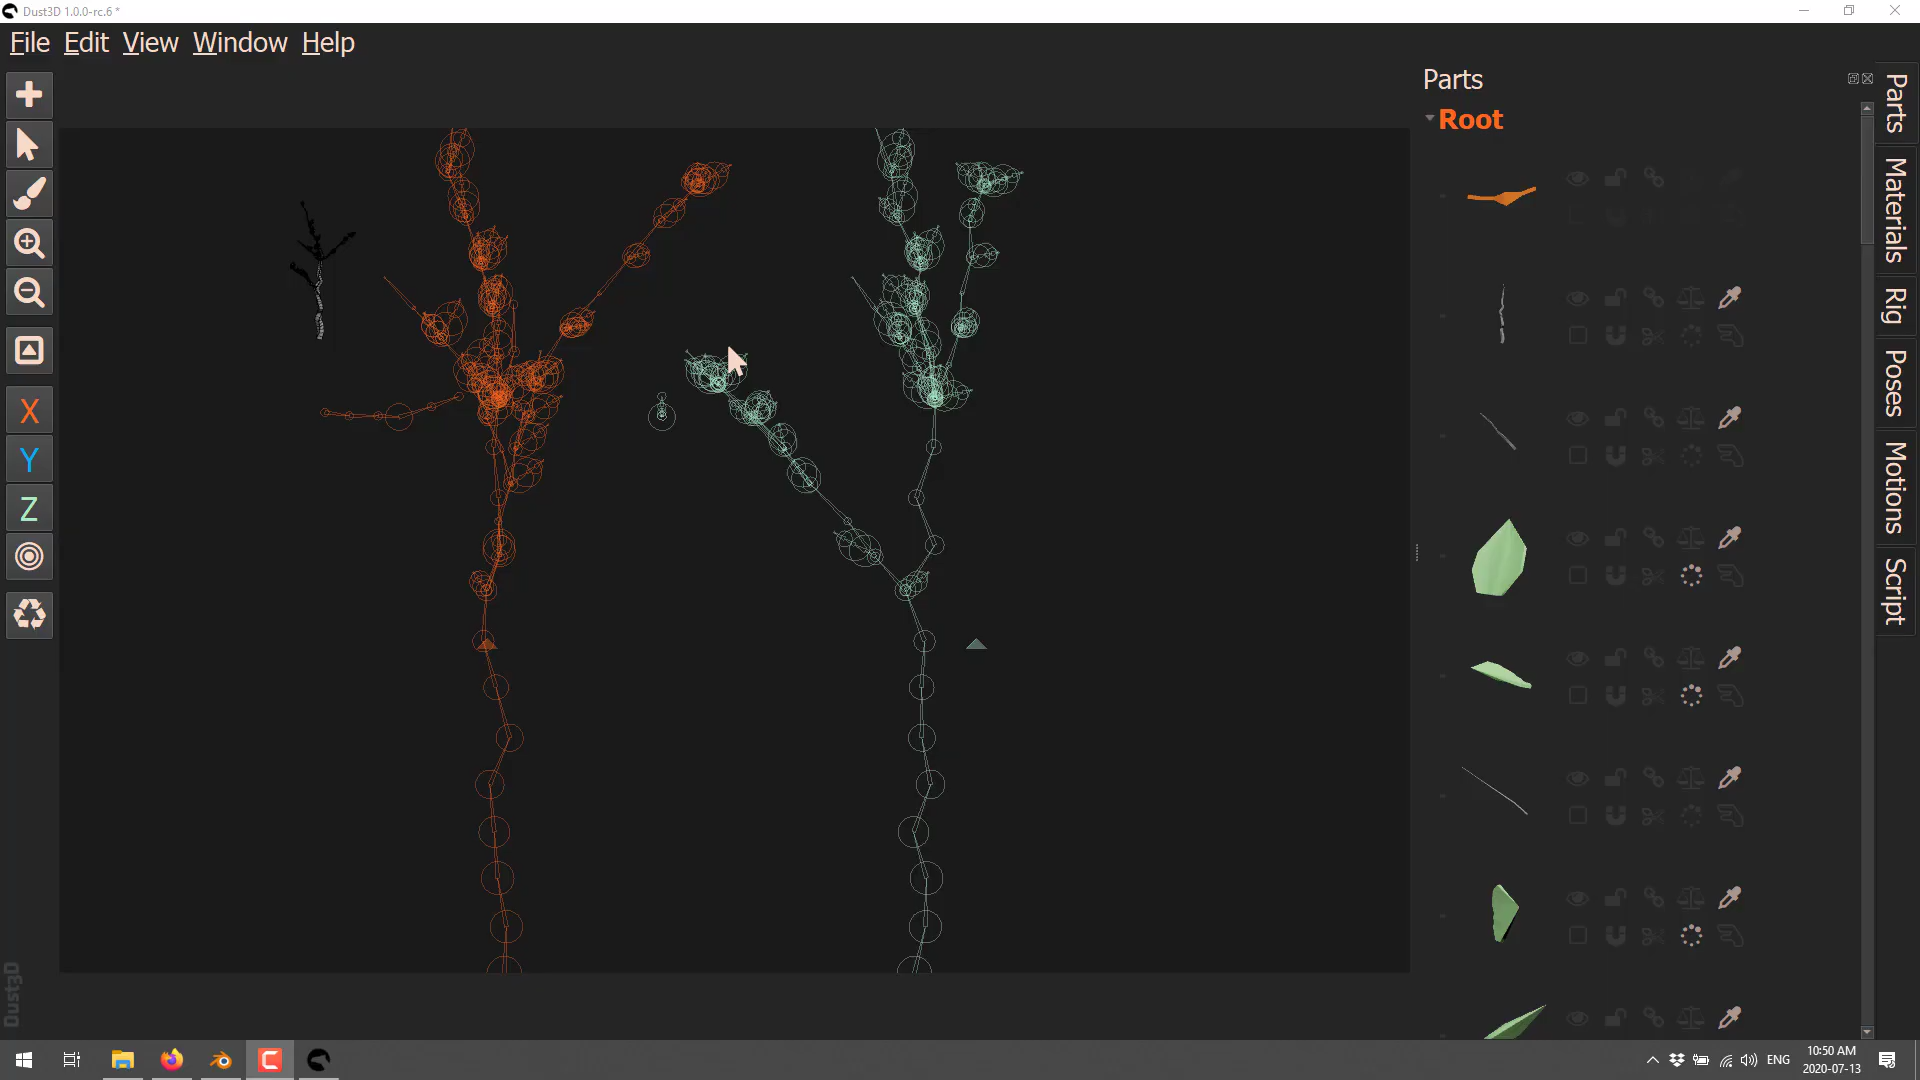 Dust3D 1.0.0-rc.6 *
File Edit View Window Help
Parts
Root
X
Y
Z
Parts
Materials
Rig
Poses
Motions
Script
Dust3D
ENG
10:50 AM
2020-07-13